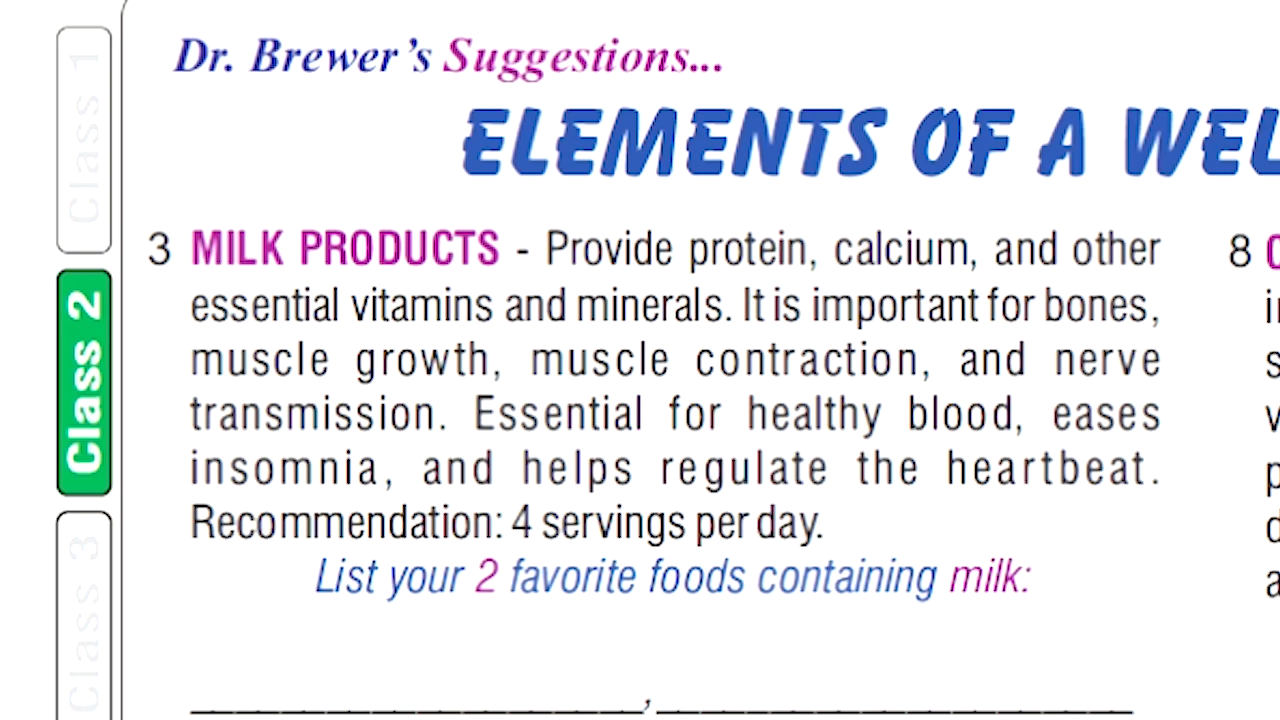 Class 1
Class 2
Class 3
Dr. Brewer's Suggestions...
ELEMENTS OF A
3 MILK PRODUCTS - Provide protein, calcium, and other
essential vitamins and minerals. It is important for bones,
muscle growth, muscle contraction, and nerve
transmission. Essential for healthy blood, eases
insomnia, and helps regulate the heartbeat.
Recommendation: 4 servings per day.
List your 2 favorite foods containing milk:
____________________,____________________
8